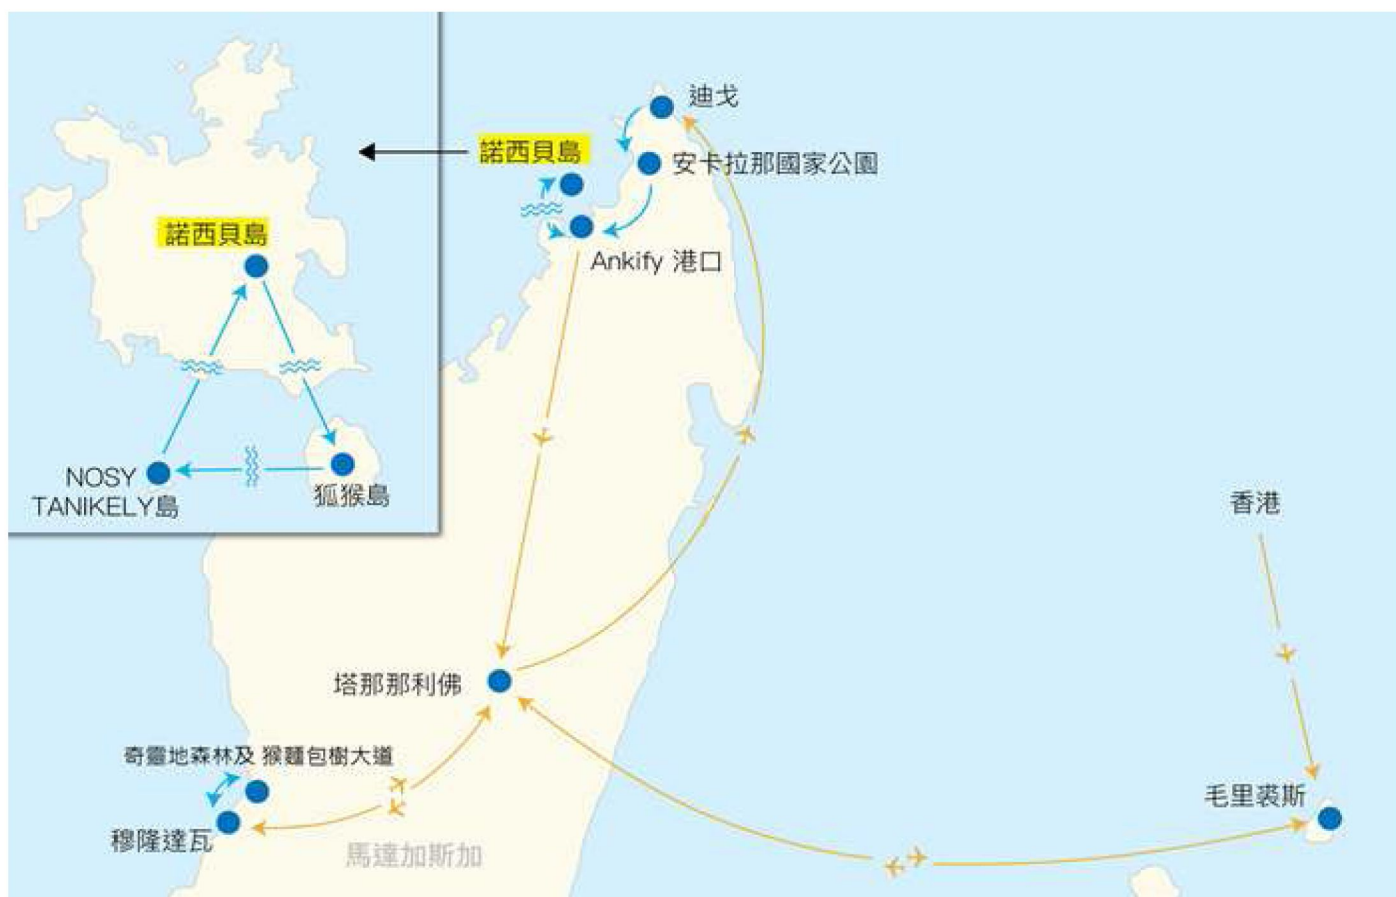 迪戈
諾西貝島
安卡拉那國家公園
諾西貝島
Ankify 港口
NOSY
TANIKELY島
狐猴島
香港
塔那那利佛
奇靈地森林及 猴麵包樹大道
毛里裘斯
穆隆達瓦
馬達加斯加